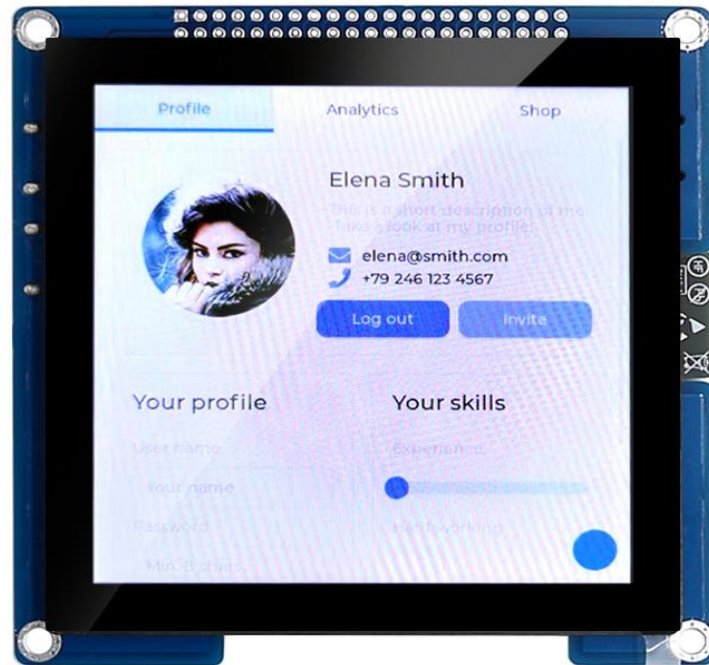 Profile
Analytics
Shop
Elena Smith
This is a short description of me
Take a look at my profile!
elena@smith.com
+79 246 123 4567
Log out
Invite
Your profile
Your skills
User name
Experience
Your name
Password
Hard-working
Min. 8 chars.